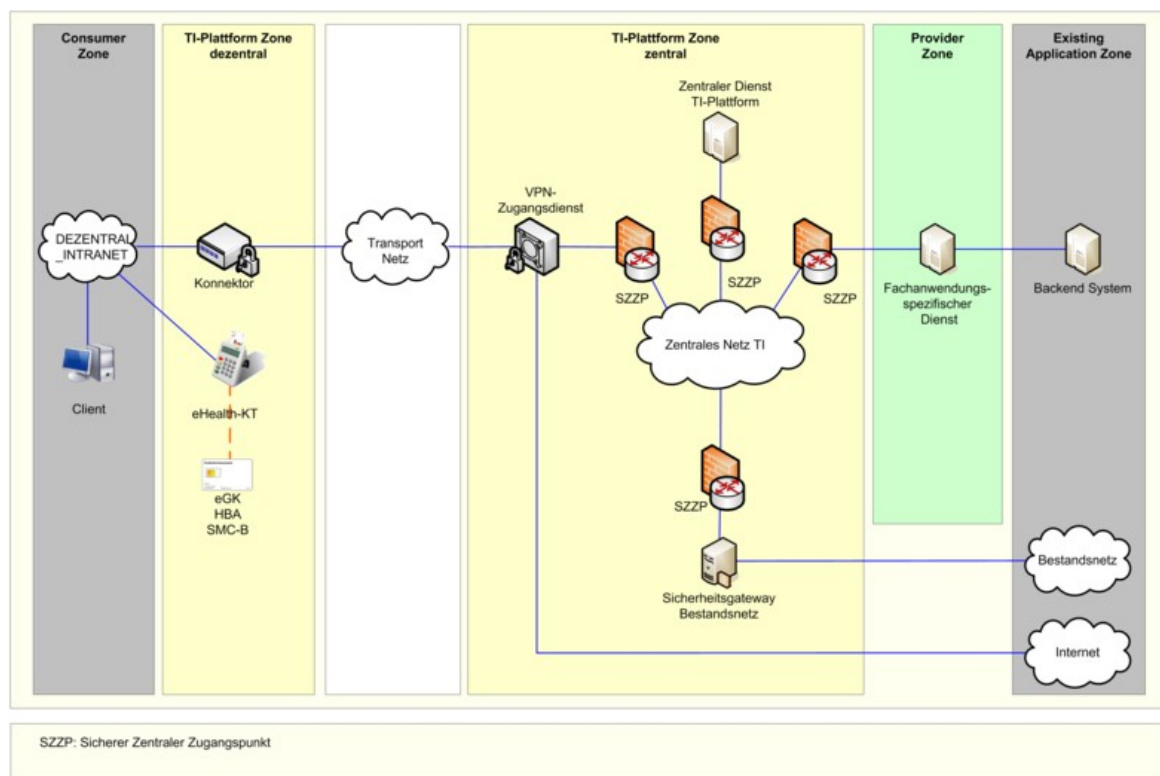 Consumer
Zone
TI-Plattform Zone
dezentral
TI-Plattform Zone
zentral
Provider
Zone
Existing
Application Zone
Zentraler Dienst
TI-Plattform
VPN-
Zugangsdienst
DEZENTRAL
_INTRANET
Transport
Netz
Konnektor
SZZP
SZZP
SZZP
Fachanwendungs-
spezifischer
Dienst
Backend System
Zentrales Netz TI
Client
eHealth-KT
eGK
HBA
SMC-B
SZZP
Bestandsnetz
Sicherheitsgateway
Bestandsnetz
Internet
SZZP: Sicherer Zentraler Zugangspunkt